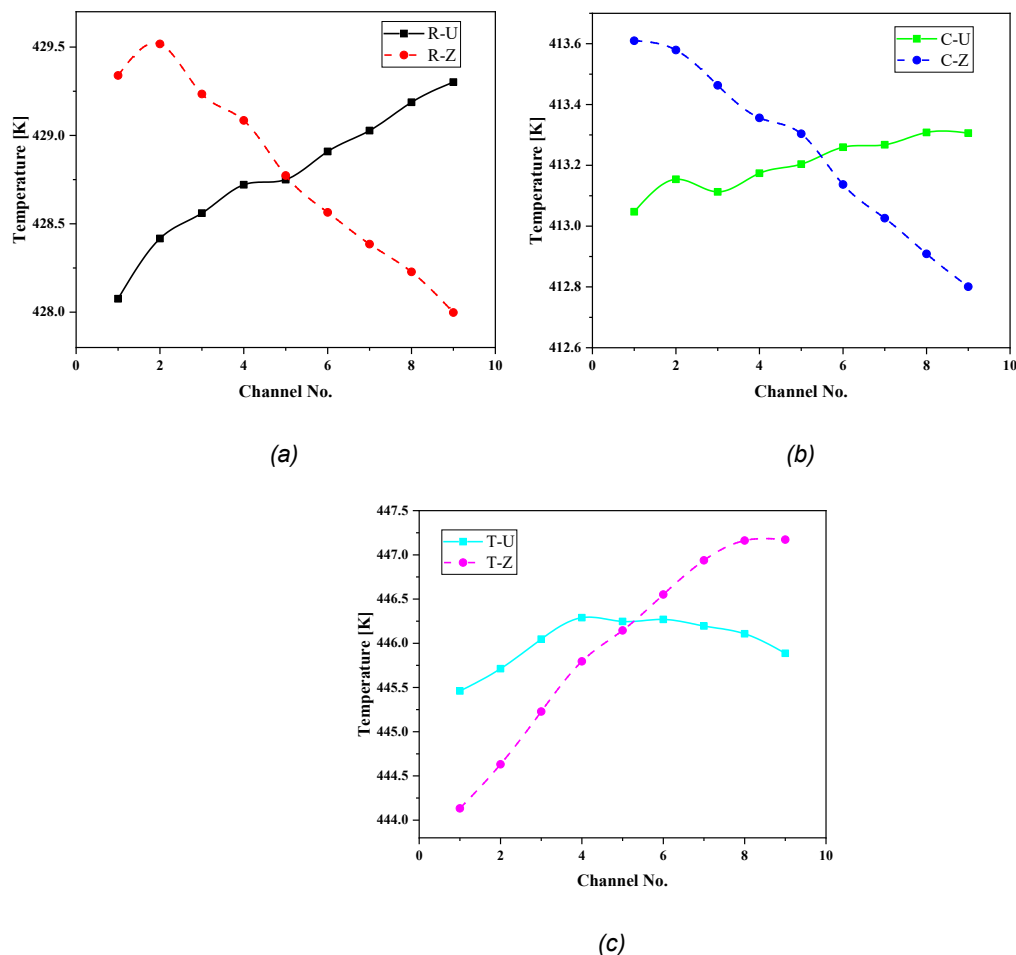 R-U
R-Z
429.5
429.0
428.5
428.0
Temperature [K]
0 2 4 6 8 10
Channel No.
(a)
C-U
C-Z
413.6
413.4
413.2
413.0
412.8
412.6
Temperature [K]
0 2 4 6 8 10
Channel No.
(b)
447.5
447.0
446.5
446.0
445.5
445.0
444.5
444.0
T-U
T-Z
Temperature [K]
0 2 4 6 8 10
Channel No.
(c)